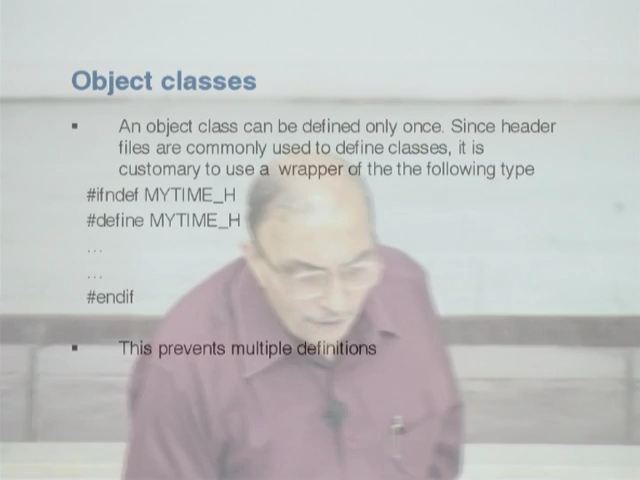 Object classes
▪ An object class can be defined only once. Since header
files are commonly used to define classes, it is
customary to use a wrapper of the the following type
#ifndef MYTIME_H
#define MYTIME_H
...
...
#endif
▪ This prevents multiple definitions